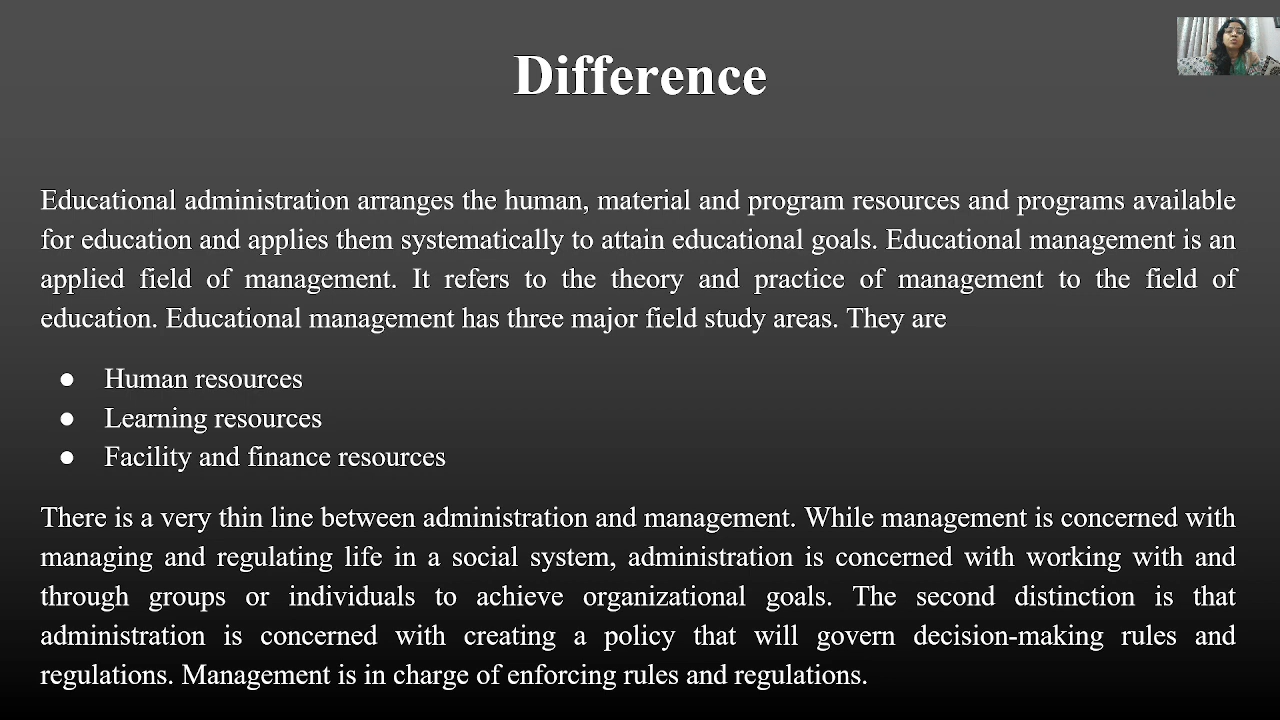 Difference
Educational administration arranges the human, material and program resources and programs available
for education and applies them systematically to attain educational goals. Educational management is an
applied field of management. It refers to the theory and practice of management to the field of
education. Educational management has three major field study areas. They are
● Human resources
● Learning resources
● Facility and finance resources
There is a very thin line between administration and management. While management is concerned with
managing and regulating life in a social system, administration is concerned with working with and
through groups or individuals to achieve organizational goals. The second distinction is that
administration is concerned with creating a policy that will govern decision-making rules and
regulations. Management is in charge of enforcing rules and regulations.